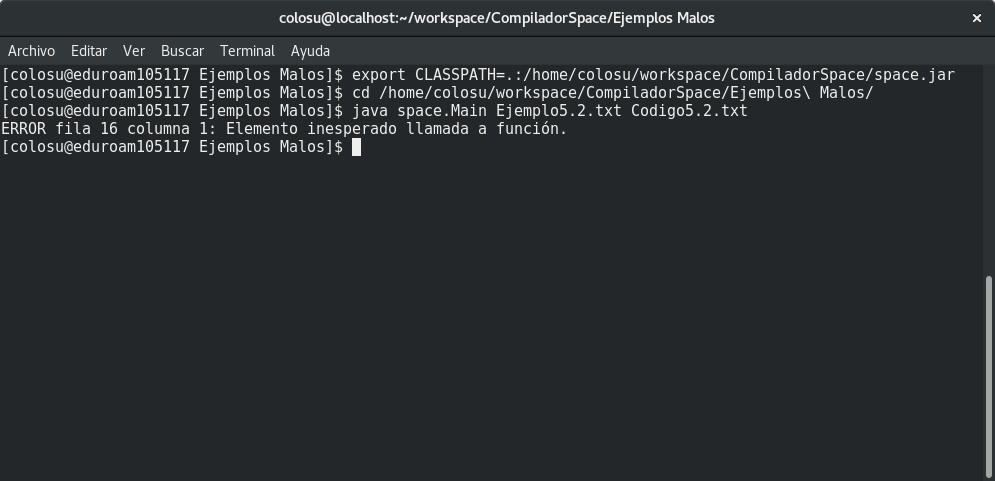 colosu@localhost:~/workspace/CompiladorSpace/Ejemplos Malos
Archivo Editar Ver Buscar Terminal Ayuda
[colosu@eduroam105117 Ejemplos Malos]$ export CLASSPATH=.:/home/colosu/workspace/CompiladorSpace/space.jar
[colosu@eduroam105117 Ejemplos Malos]$ cd /home/colosu/workspace/CompiladorSpace/Ejemplos\ Malos/
[colosu@eduroam105117 Ejemplos Malos]$ java space.Main Ejemplo5.2.txt Codigo5.2.txt
ERROR fila 16 columna 1: Elemento inesperado llamada a función.
[colosu@eduroam105117 Ejemplos Malos]$